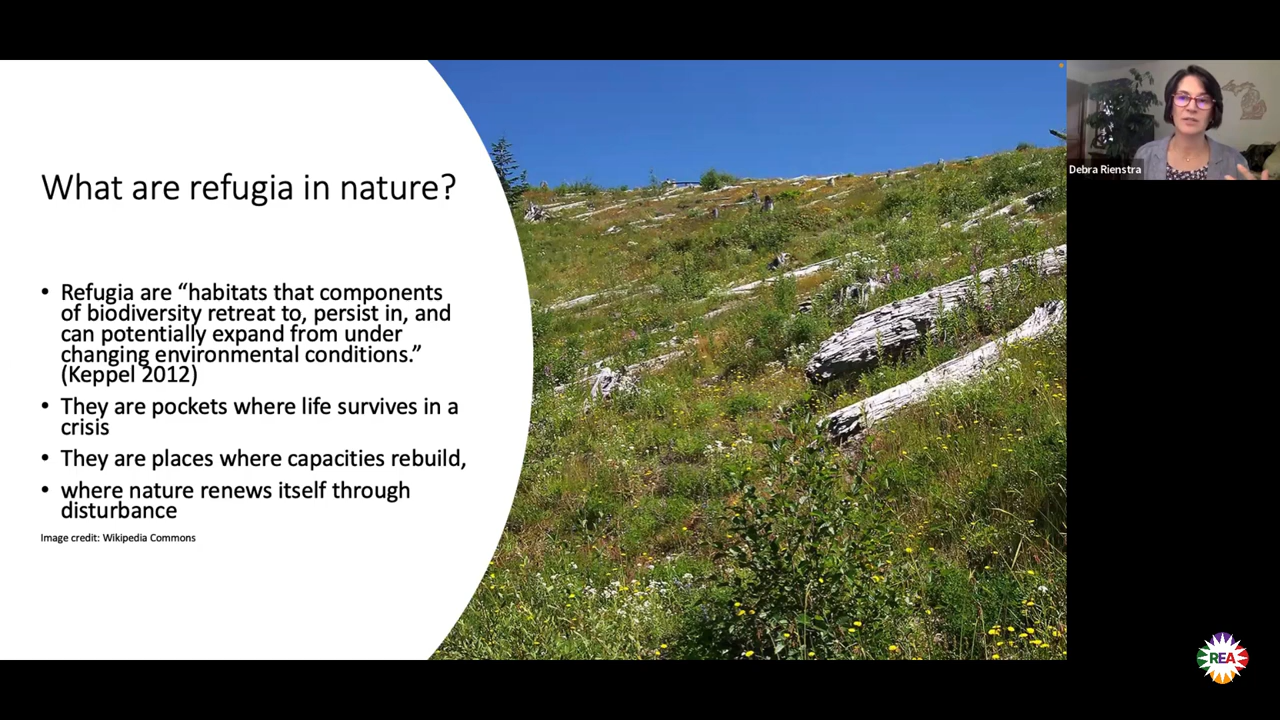 What are refugia in nature?
• Refugia are “habitats that components
of biodiversity retreat to, persist in, and
can potentially expand from under
changing environmental conditions.”
(Keppel 2012)
• They are pockets where life survives in a
crisis
• They are places where capacities rebuild,
• where nature renews itself through
disturbance
Image credit: Wikipedia Commons
Debra Rienstra
REA